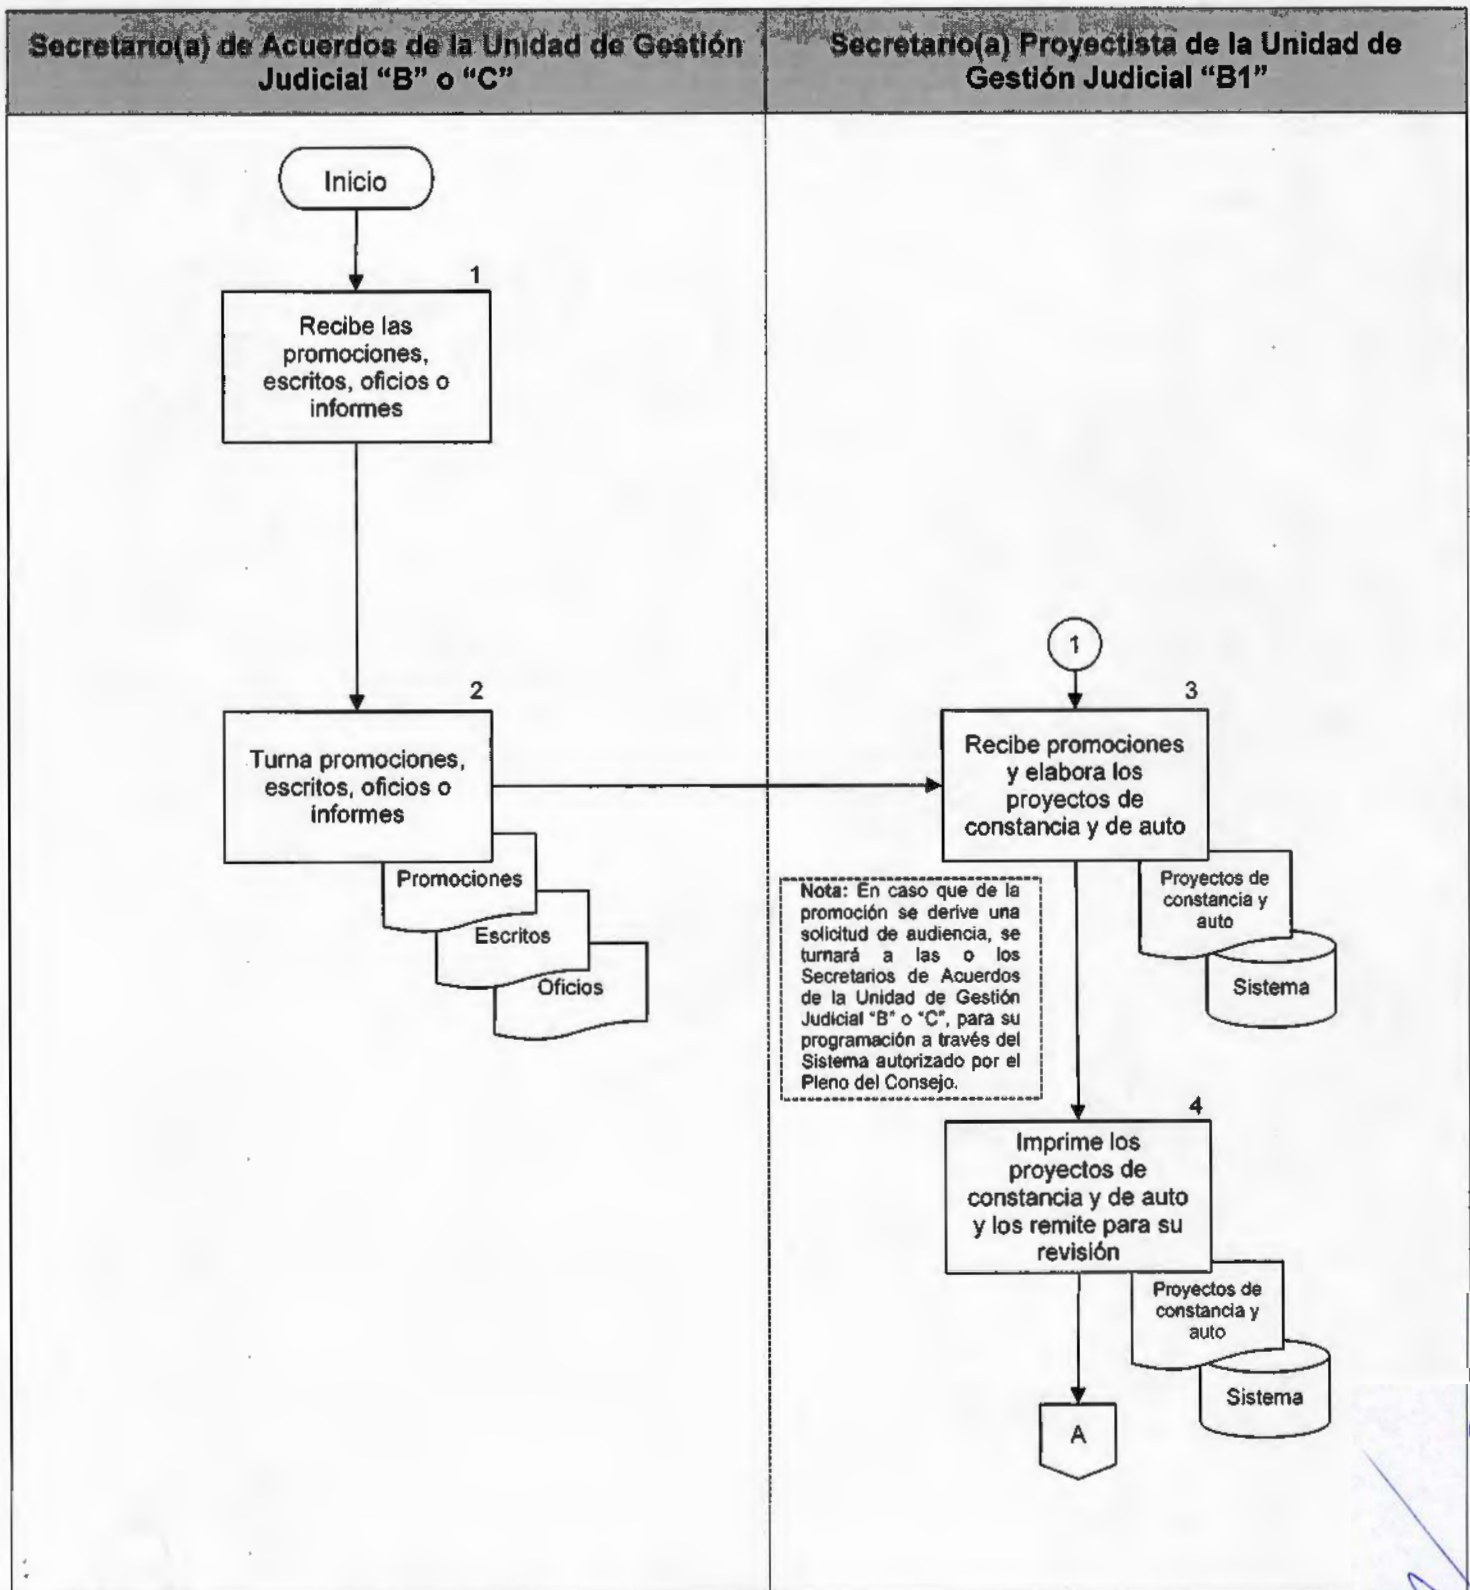 Secretario(a) de Acuerdos de la Unidad de Gestión
Judicial “B” o “C”
Secretario(a) Proyectista de la Unidad de
Gestión Judicial “B1”
Inicio
1
Recibe las
promociones,
escritos, oficios o
informes
2
Turna promociones,
escritos, oficios o
informes
Promociones
Escritos
Oficios
1
3
Recibe promociones
y elabora los
proyectos de
constancia y de auto
Proyectos de
constancia y
auto
Sistema
Nota: En caso que de la
promoción se derive una
solicitud de audiencia, se
turnará a las o los
Secretarios de Acuerdos
de la Unidad de Gestión
Judicial “B” o “C”, para su
programación a través del
Sistema autorizado por el
Pleno del Consejo.
4
Imprime los
proyectos de
constancia y de auto
y los remite para su
revisión
Proyectos de
constancia y
auto
Sistema
A